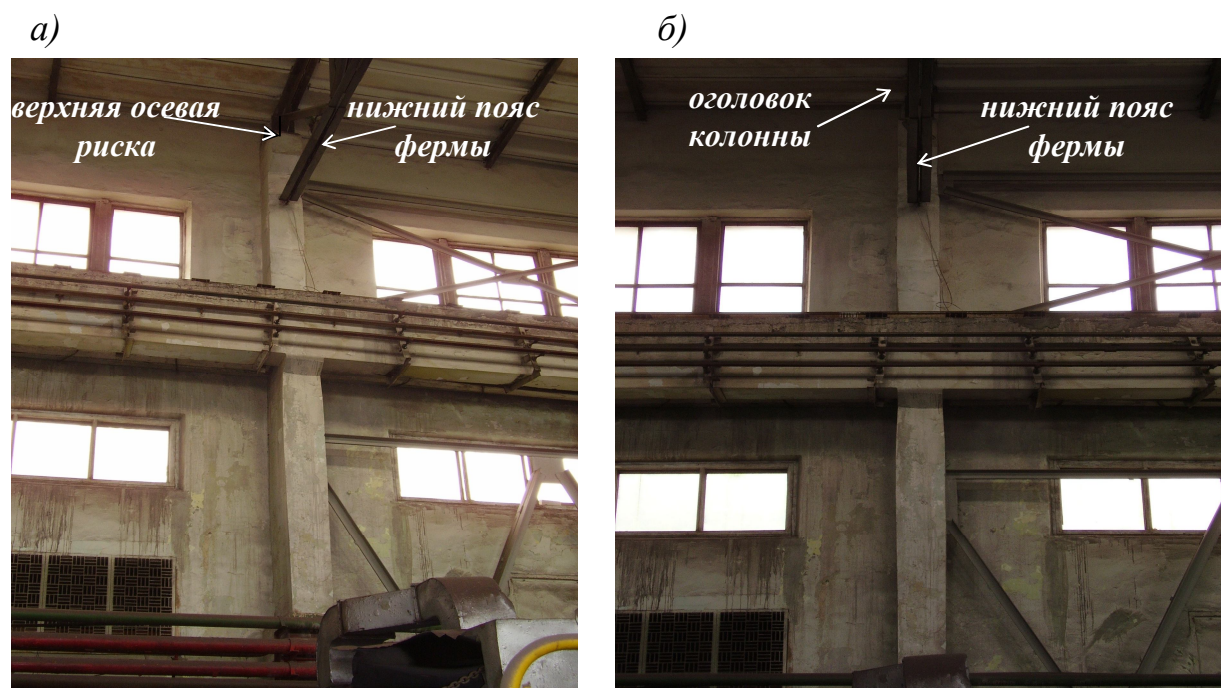 а)
б)
верхняя осевая
риска
нижний пояс
фермы
оголовок
колонны
нижний пояс
фермы